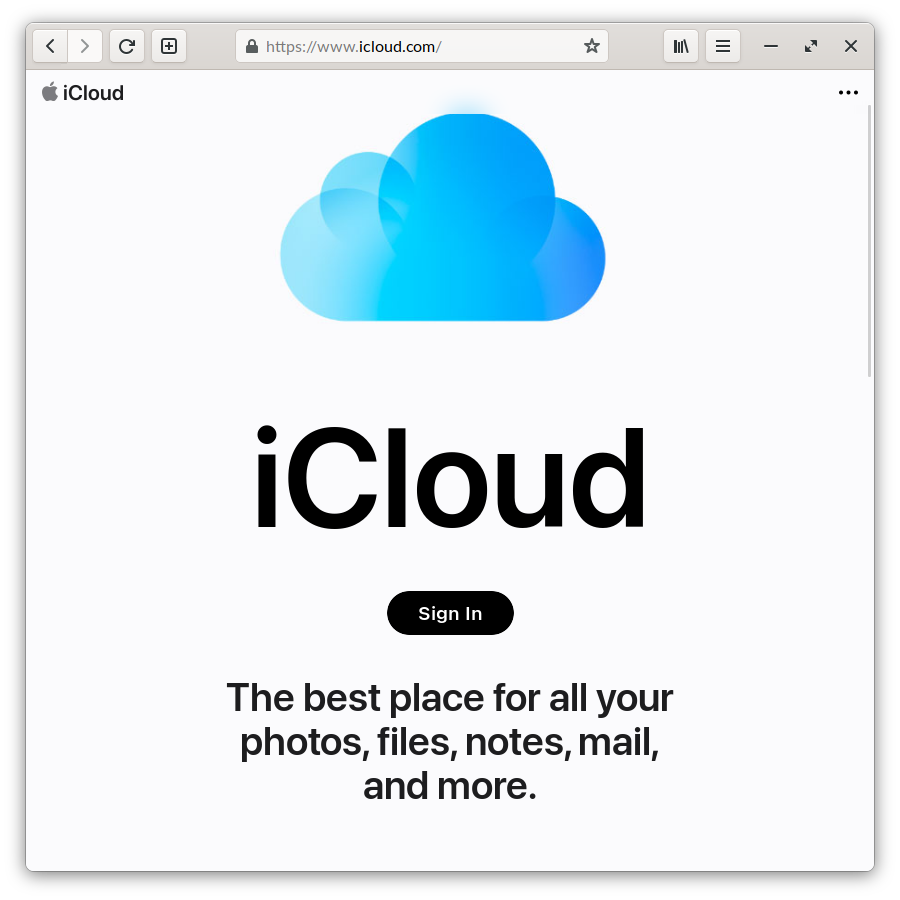 https://www.icloud.com/
iCloud
iCloud
Sign In
The best place for all your
photos, files, notes, mail,
and more.